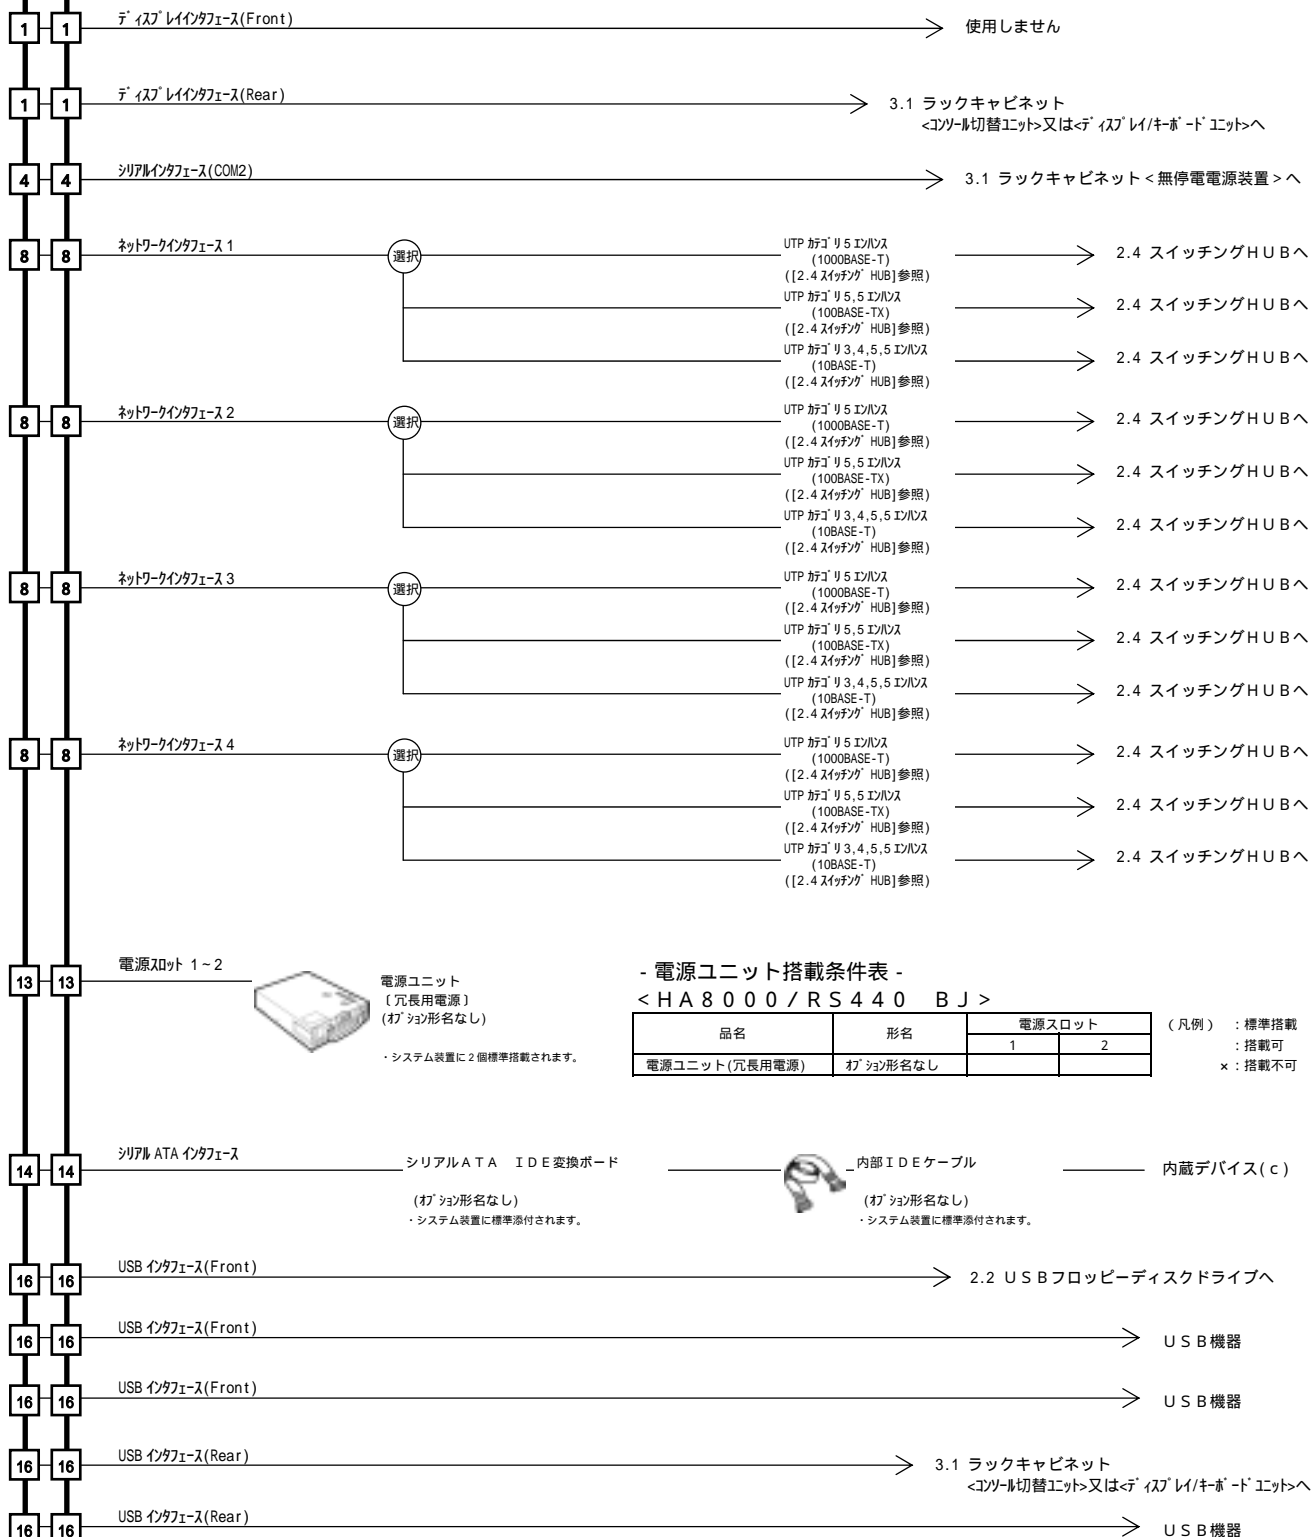 1 1 ディスプレイインタフェース(Front) 使用しません
1 1 ディスプレイインタフェース(Rear) 3.1 ラックキャビネット
<コンソール切替ユニット>又は<ディスプレイ/キーボードユニット>へ
4 4 シリアルインタフェース(COM2) 3.1 ラックキャビネット<無停電電源装置>へ
8 8 ネットワークインタフェース 1 選択 UTP カテゴリ 5 エンハンス
(1000BASE-T) 2.4 スイッチングHUBへ
([2.4 スイッチング HUB]参照)
UTP カテゴリ 5,5 エンハンス
(100BASE-TX) 2.4 スイッチングHUBへ
([2.4 スイッチング HUB]参照)
UTP カテゴリ 3,4,5,5 エンハンス
(10BASE-T) 2.4 スイッチングHUBへ
([2.4 スイッチング HUB]参照)
8 8 ネットワークインタフェース 2 選択 UTP カテゴリ 5 エンハンス
(1000BASE-T) 2.4 スイッチングHUBへ
([2.4 スイッチング HUB]参照)
UTP カテゴリ 5,5 エンハンス
(100BASE-TX) 2.4 スイッチングHUBへ
([2.4 スイッチング HUB]参照)
UTP カテゴリ 3,4,5,5 エンハンス
(10BASE-T) 2.4 スイッチングHUBへ
([2.4 スイッチング HUB]参照)
8 8 ネットワークインタフェース 3 選択 UTP カテゴリ 5 エンハンス
(1000BASE-T) 2.4 スイッチングHUBへ
([2.4 スイッチング HUB]参照)
UTP カテゴリ 5,5 エンハンス
(100BASE-TX) 2.4 スイッチングHUBへ
([2.4 スイッチング HUB]参照)
UTP カテゴリ 3,4,5,5 エンハンス
(10BASE-T) 2.4 スイッチングHUBへ
([2.4 スイッチング HUB]参照)
8 8 ネットワークインタフェース 4 選択 UTP カテゴリ 5 エンハンス
(1000BASE-T) 2.4 スイッチングHUBへ
([2.4 スイッチング HUB]参照)
UTP カテゴリ 5,5 エンハンス
(100BASE-TX) 2.4 スイッチングHUBへ
([2.4 スイッチング HUB]参照)
UTP カテゴリ 3,4,5,5 エンハンス
(10BASE-T) 2.4 スイッチングHUBへ
([2.4 スイッチング HUB]参照)
13 13 電源スロット 1~2
電源ユニット
〔冗長用電源〕
(オプション形名なし)
・システム装置に2個標準搭載されます。
- 電源ユニット搭載条件表 -
<HA8000/RS440 BJ>
品名 形名 電源スロット
1 2
電源ユニット(冗長用電源) オプション形名なし
(凡例) :標準搭載
:搭載可
×:搭載不可
14 14 シリアル ATA インタフェース シリアルATA IDE変換ボード 内部IDEケーブル 内蔵デバイス(c)
(オプション形名なし) (オプション形名なし)
・システム装置に標準添付されます。 ・システム装置に標準添付されます。
16 16 USB インタフェース(Front) 2.2 USBフロッピーディスクドライブへ
16 16 USB インタフェース(Front) USB機器
16 16 USB インタフェース(Front) USB機器
16 16 USB インタフェース(Rear) 3.1 ラックキャビネット
<コンソール切替ユニット>又は<ディスプレイ/キーボードユニット>へ
16 16 USB インタフェース(Rear) USB機器